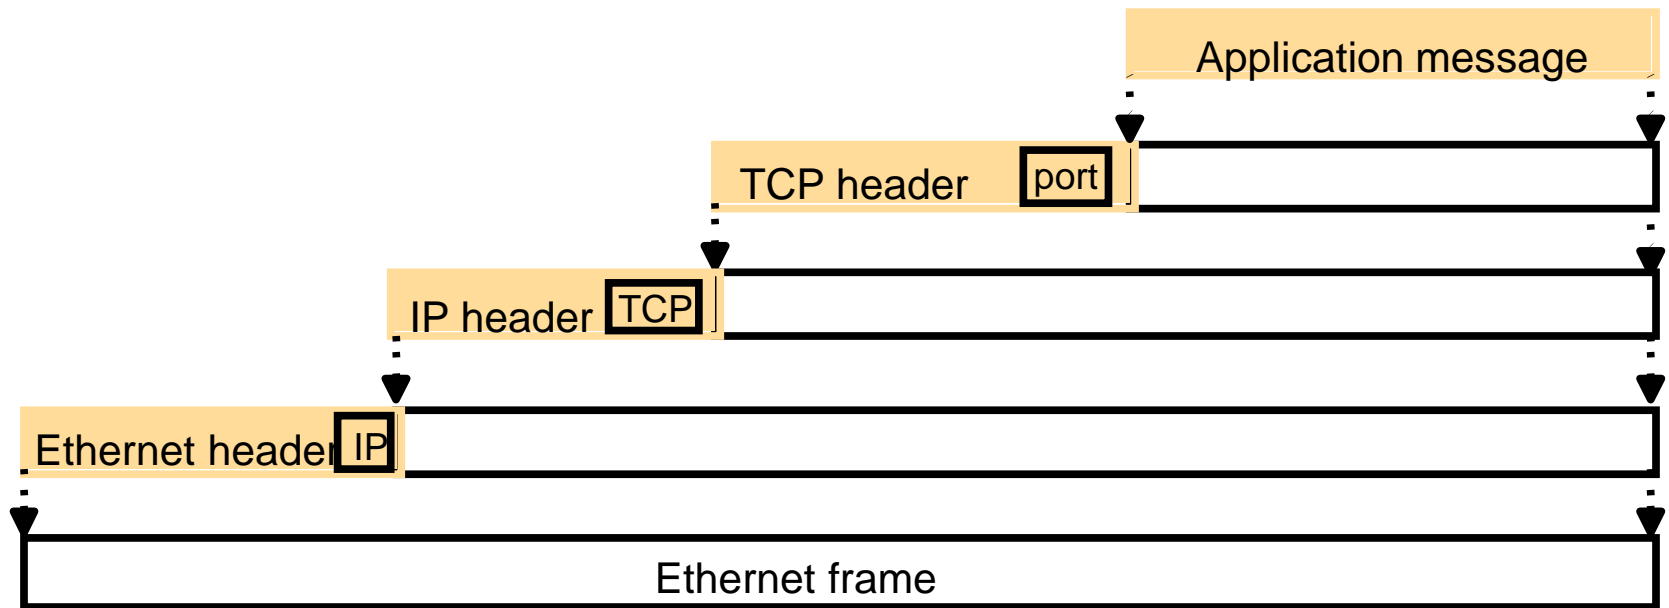 Application message
TCP header port
IP header TCP
Ethernet header IP
Ethernet frame